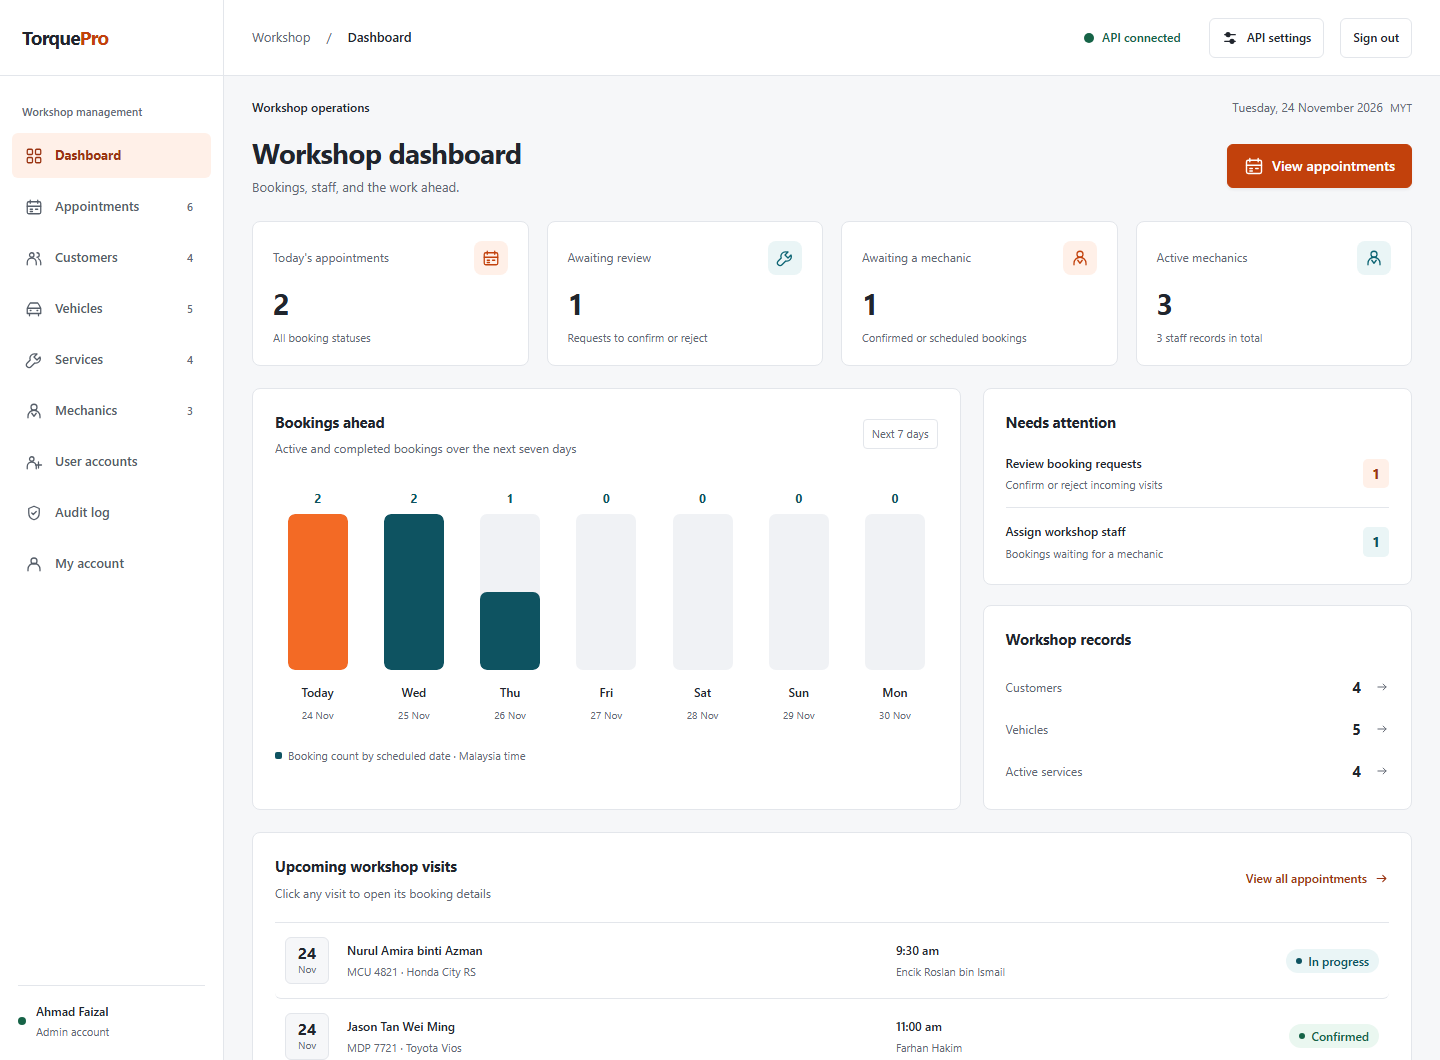 TorquePro
Workshop / Dashboard
API connected
API settings
Sign out
Workshop management
Dashboard
Appointments 6
Customers 4
Vehicles 5
Services 4
Mechanics 3
User accounts
Audit log
My account
Ahmad Faizal
Admin account
Workshop operations
Tuesday, 24 November 2026 MYT
Workshop dashboard
Bookings, staff, and the work ahead.
View appointments
Today's appointments
2
All booking statuses
Awaiting review
1
Requests to confirm or reject
Awaiting a mechanic
1
Confirmed or scheduled bookings
Active mechanics
3
3 staff records in total
Bookings ahead
Active and completed bookings over the next seven days
Next 7 days
2 2 1 0 0 0 0
Today Wed Thu Fri Sat Sun Mon
24 Nov 25 Nov 26 Nov 27 Nov 28 Nov 29 Nov 30 Nov
Booking count by scheduled date · Malaysia time
Needs attention
Review booking requests
Confirm or reject incoming visits
1
Assign workshop staff
Bookings waiting for a mechanic
1
Workshop records
Customers 4 →
Vehicles 5 →
Active services 4 →
Upcoming workshop visits
Click any visit to open its booking details
View all appointments →
24
Nov
Nurul Amira binti Azman
MCU 4821 · Honda City RS
9:30 am
Encik Roslan bin Ismail
In progress
24
Nov
Jason Tan Wei Ming
MDP 7721 · Toyota Vios
11:00 am
Farhan Hakim
Confirmed